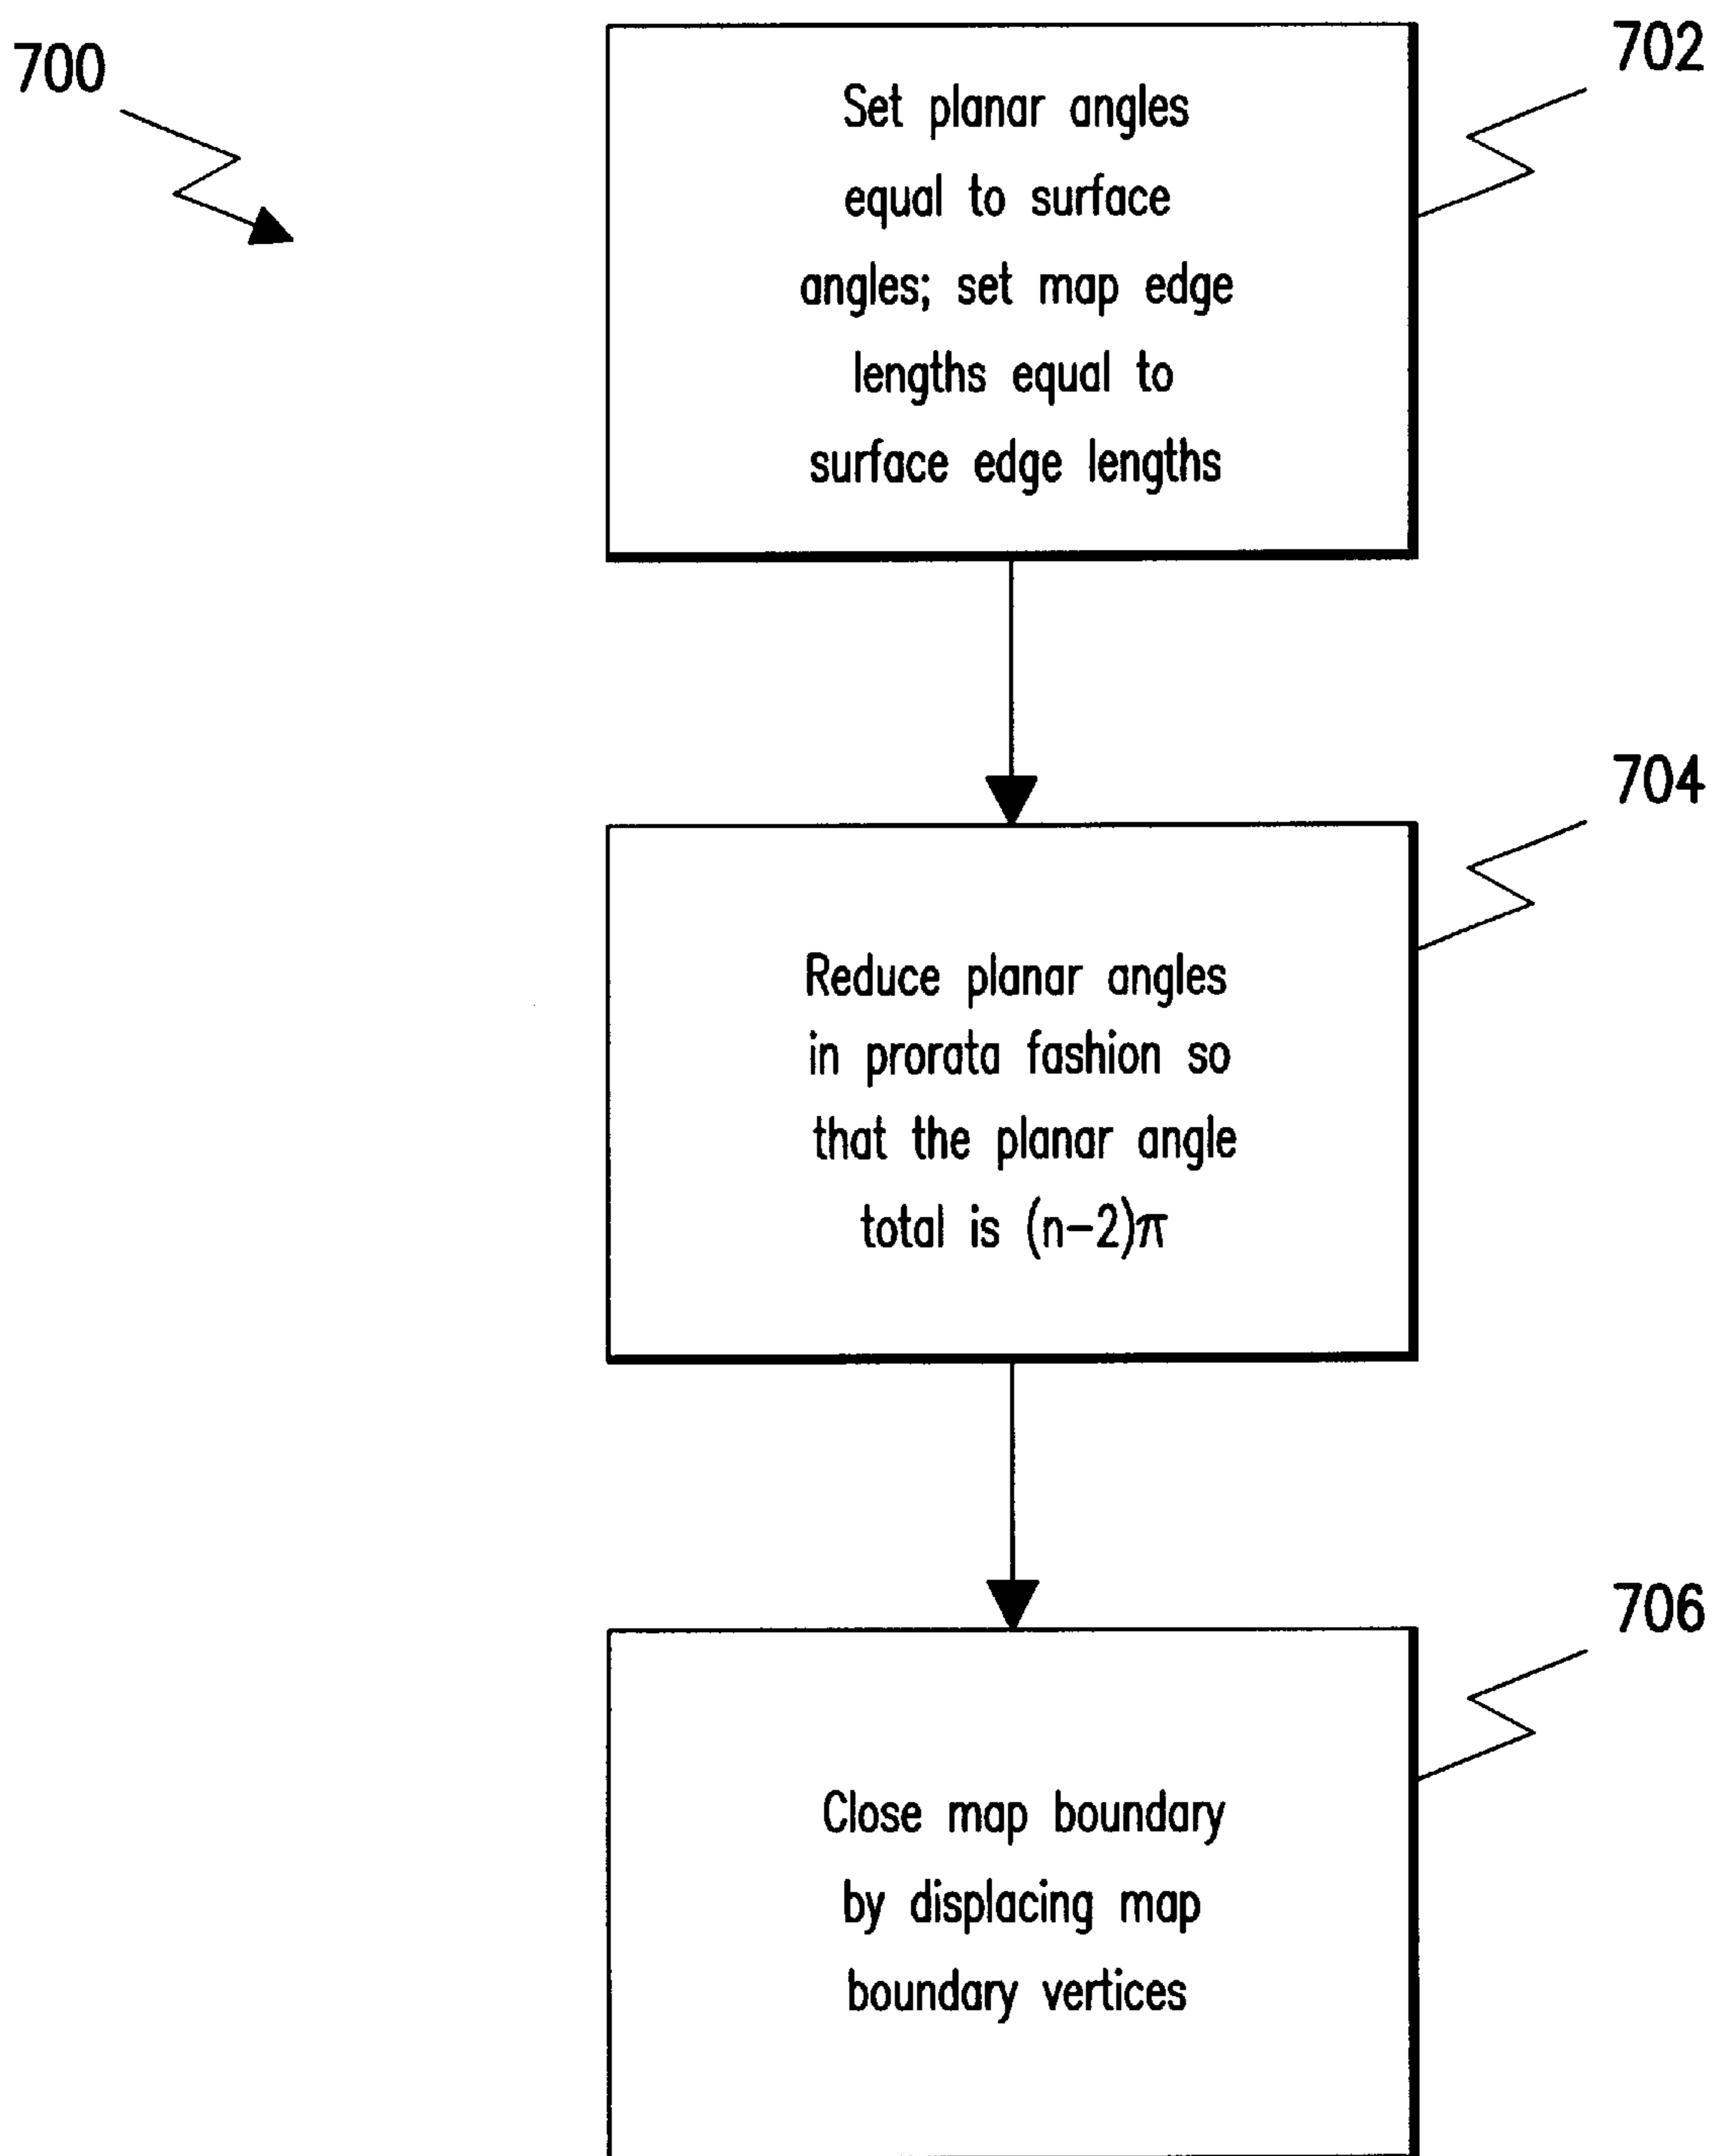 700
702
Set planar angles
equal to surface
angles; set map edge
lengths equal to
surface edge lengths
704
Reduce planar angles
in prorata fashion so
that the planar angle
total is (n-2)π
706
Close map boundary
by displacing map
boundary vertices